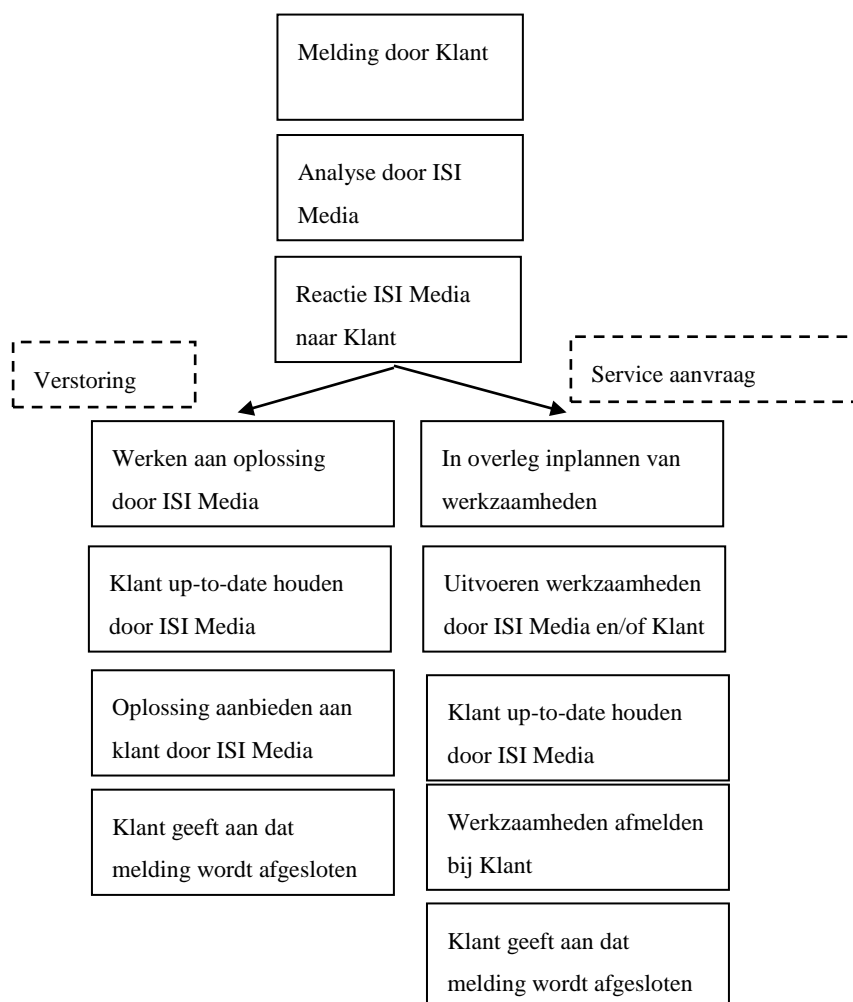 Melding door Klant
Analyse door ISI
Media
Reactie ISI Media
naar Klant
Verstoring
Service aanvraag
Werken aan oplossing
door ISI Media
Klant up-to-date houden
door ISI Media
Oplossing aanbieden aan
klant door ISI Media
Klant geeft aan dat
melding wordt afgesloten
In overleg inplannen van
werkzaamheden
Uitvoeren werkzaamheden
door ISI Media en/of Klant
Klant up-to-date houden
door ISI Media
Werkzaamheden afmelden
bij Klant
Klant geeft aan dat
melding wordt afgesloten